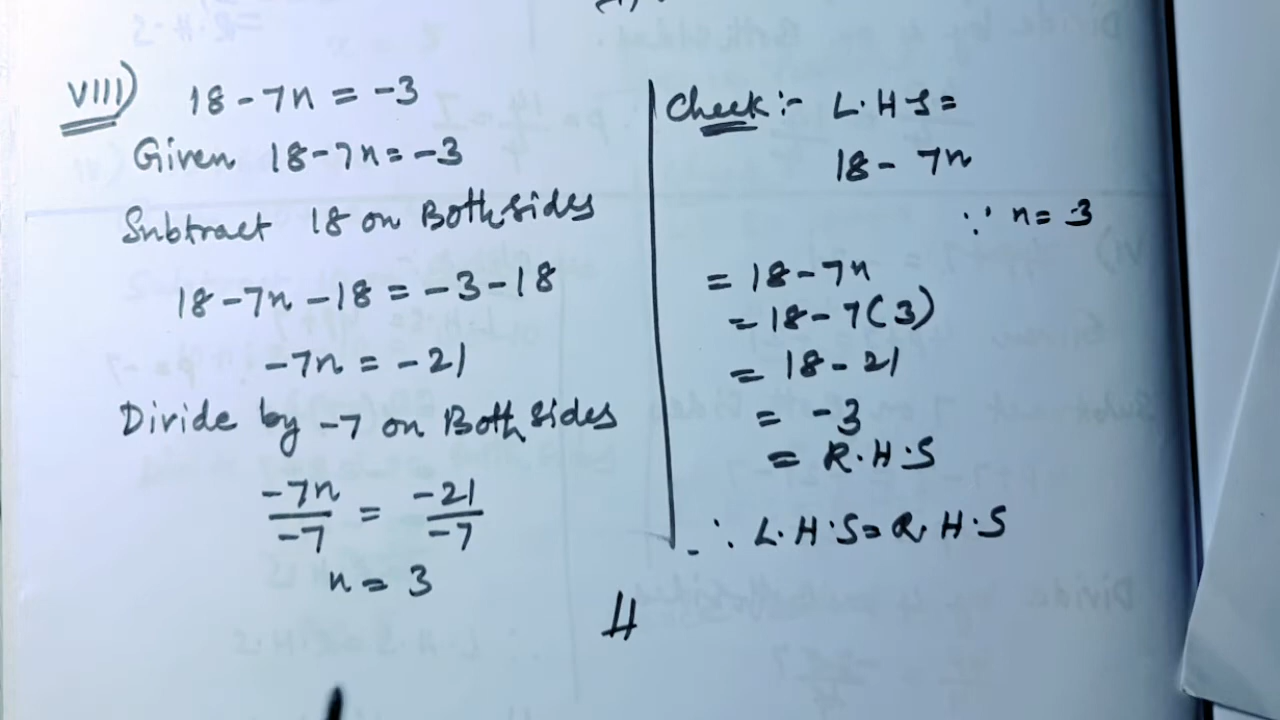 VIII) 18 - 7n = -3
Given 18-7n = -3
Subtract 18 on Both sides
18 - 7n - 18 = -3 - 18
-7n = -21
Divide by -7 on Both sides
-7n/-7 = -21/-7
n = 3
Check :- L.H.S =
18 - 7n
∵ n = 3
= 18 - 7n
= 18 - 7(3)
= 18 - 21
= -3
= R.H.S
∴ L.H.S = R.H.S